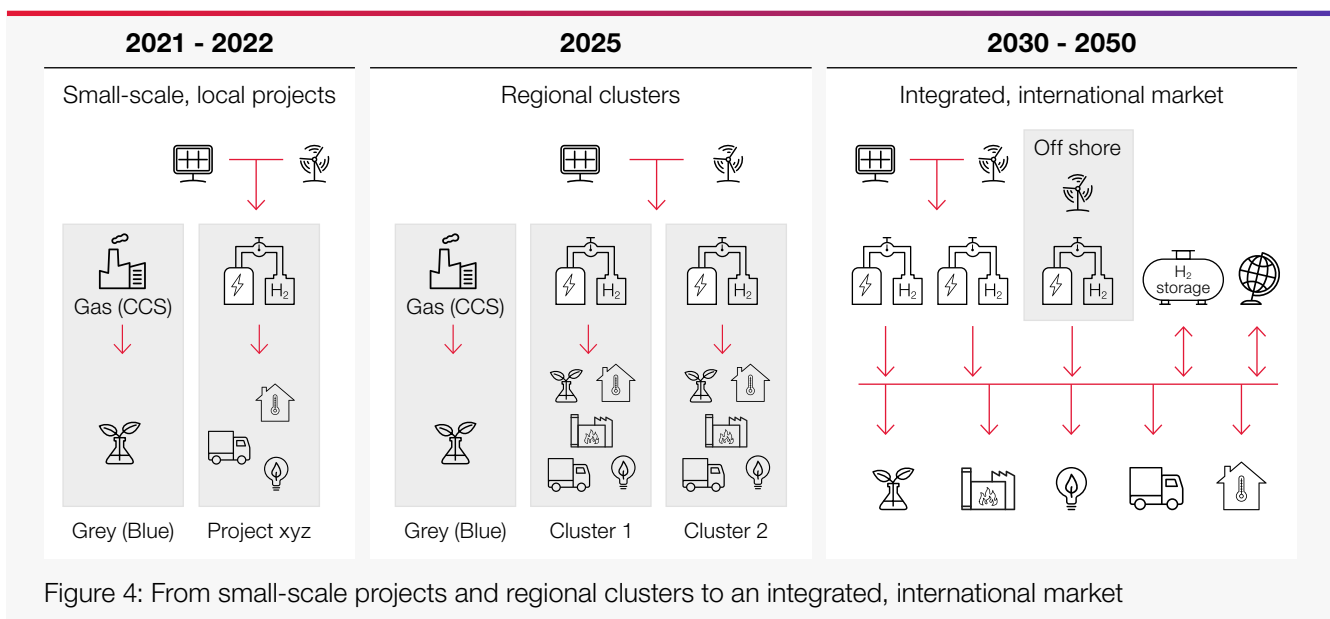 2021 - 2022
Small-scale, local projects
Gas (CCS)
H2
Grey (Blue)
Project xyz
2025
Regional clusters
Gas (CCS)
H2
H2
Grey (Blue)
Cluster 1
Cluster 2
2030 - 2050
Integrated, international market
Off shore
H2
H2
H2
H2
storage
Figure 4: From small-scale projects and regional clusters to an integrated, international market